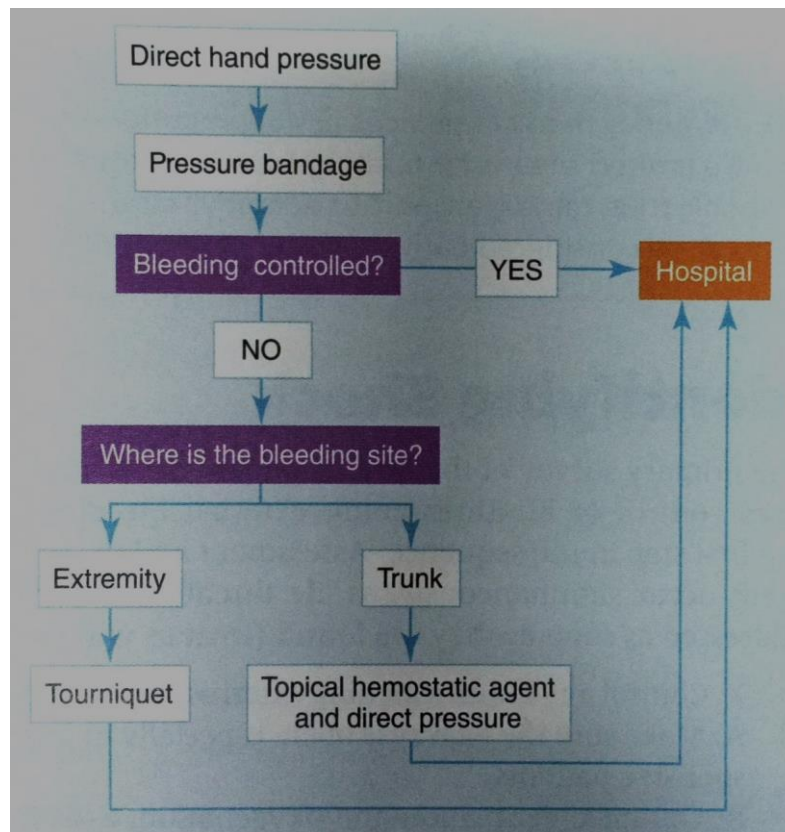 Direct hand pressure
Pressure bandage
Bleeding controlled?
YES
Hospital
NO
Where is the bleeding site?
Extremity
Trunk
Tourniquet
Topical hemostatic agent
and direct pressure